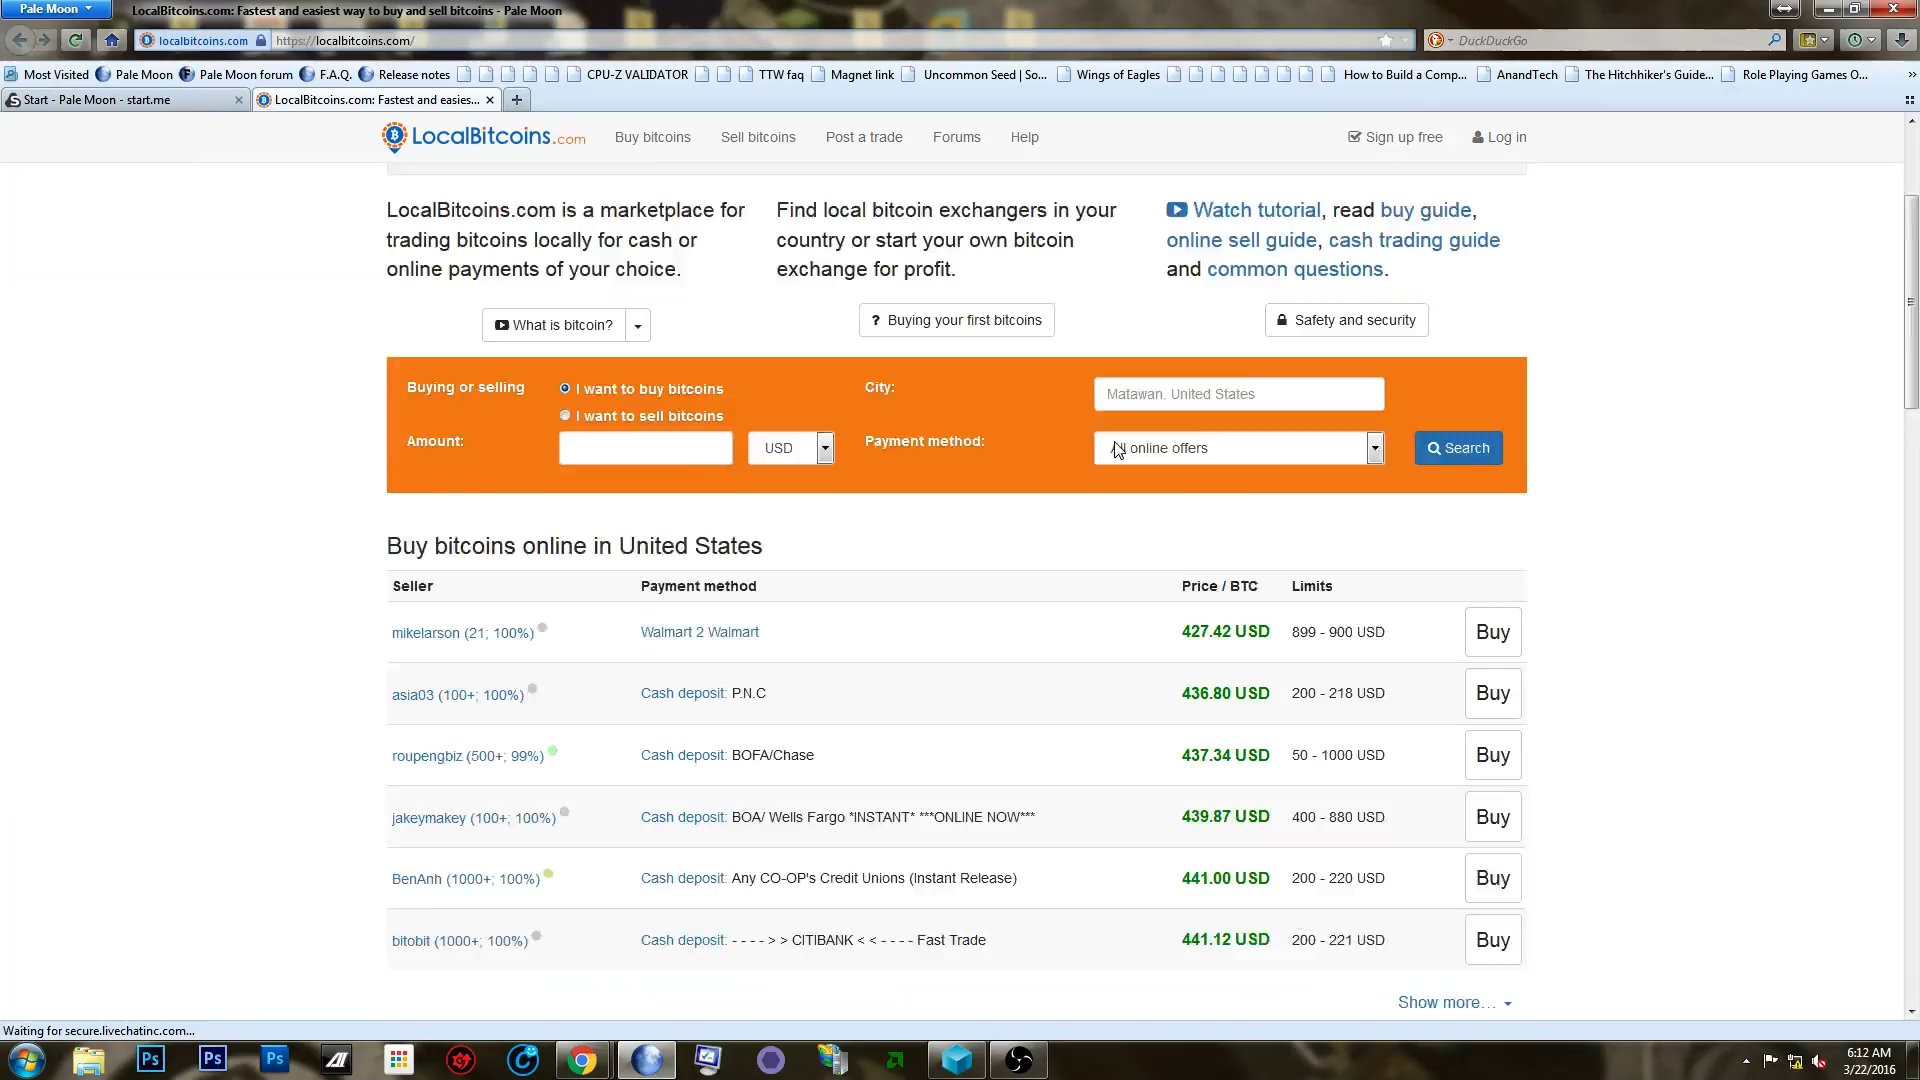 Pale Moon
LocalBitcoins.com: Fastest and easiest way to buy and sell bitcoins - Pale Moon
localbitcoins.com
https://localbitcoins.com/
DuckDuckGo
Most Visited
Pale Moon
Pale Moon forum
F.A.Q.
Release notes
CPU-Z VALIDATOR
TTW faq
Magnet link
Uncommon Seed | So...
Wings of Eagles
How to Build a Comp...
AnandTech
The Hitchhiker's Guide...
Role Playing Games O...
Start - Pale Moon - start.me
LocalBitcoins.com: Fastest and easies...
LocalBitcoins.com
Buy bitcoins
Sell bitcoins
Post a trade
Forums
Help
Sign up free
Log in
LocalBitcoins.com is a marketplace for
trading bitcoins locally for cash or
online payments of your choice.
What is bitcoin?
Find local bitcoin exchangers in your
country or start your own bitcoin
exchange for profit.
? Buying your first bitcoins
Watch tutorial, read buy guide,
online sell guide, cash trading guide
and common questions.
Safety and security
Buying or selling
I want to buy bitcoins
I want to sell bitcoins
City:
Matawan, United States
Amount:
USD
Payment method:
online offers
Search
Buy bitcoins online in United States
Seller Payment method Price / BTC Limits
mikelarson (21; 100%) Walmart 2 Walmart 427.42 USD 899 - 900 USD Buy
asia03 (100+; 100%) Cash deposit: P.N.C 436.80 USD 200 - 218 USD Buy
roupengbiz (500+; 99%) Cash deposit: BOFA/Chase 437.34 USD 50 - 1000 USD Buy
jakeymakey (100+; 100%) Cash deposit: BOA/ Wells Fargo *INSTANT* ***ONLINE NOW*** 439.87 USD 400 - 880 USD Buy
BenAnh (1000+; 100%) Cash deposit: Any CO-OP's Credit Unions (Instant Release) 441.00 USD 200 - 220 USD Buy
bitobit (1000+; 100%) Cash deposit: - - - - > > CITIBANK < < - - - - Fast Trade 441.12 USD 200 - 221 USD Buy
Show more...
Waiting for secure.livechatinc.com...
Ps
Ps
Ps
6:12 AM
3/22/2016